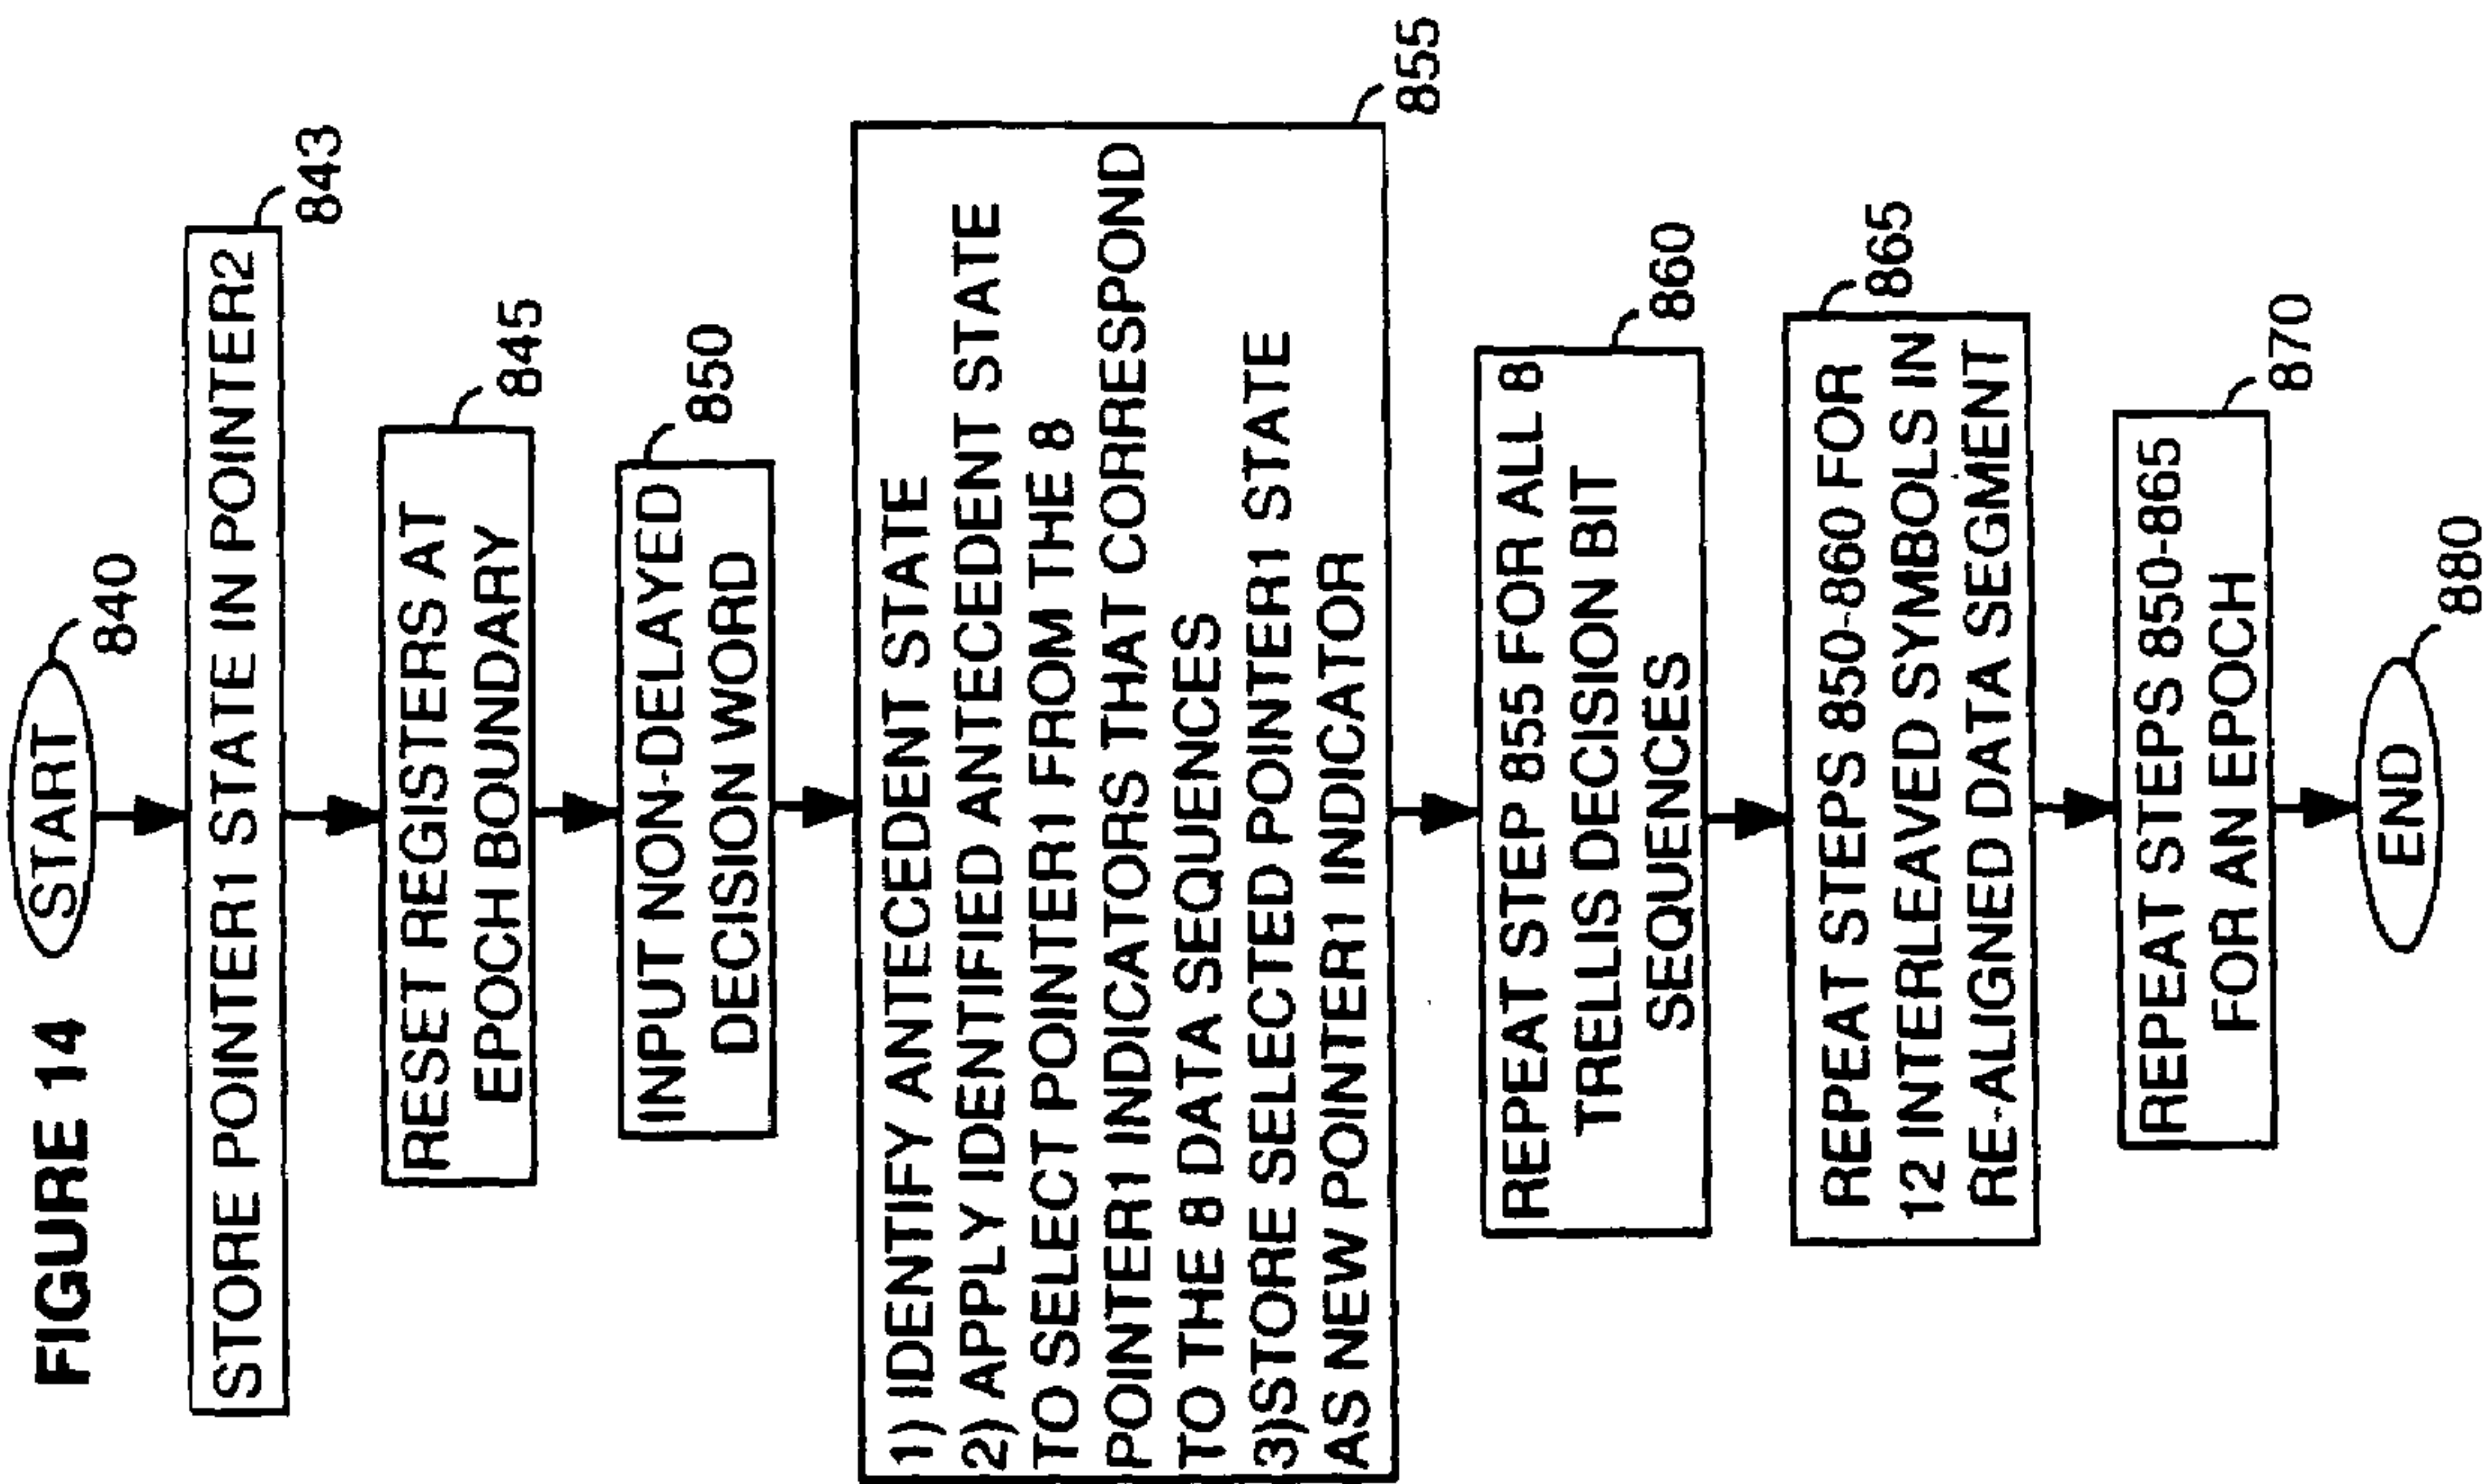 FIGURE 14
START
840
STORE POINTER1 STATE IN POINTER2
843
RESET REGISTERS AT
EPOCH BOUNDARY
845
INPUT NON-DELAYED
DECISION WORD
850
1) IDENTIFY ANTECEDENT STATE
2) APPLY IDENTIFIED ANTECEDENT STATE
TO SELECT POINTER1 FROM THE 8
POINTER1 INDICATORS THAT CORRESPOND
TO THE 8 DATA SEQUENCES
3)STORE SELECTED POINTER1 STATE
AS NEW POINTER1 INDICATOR
855
REPEAT STEP 855 FOR ALL 8
TRELLIS DECISION BIT
SEQUENCES
860
REPEAT STEPS 850-860 FOR
12 INTERLEAVED SYMBOLS IN
RE-ALIGNED DATA SEGMENT
865
REPEAT STEPS 850-865
FOR AN EPOCH
870
END
880